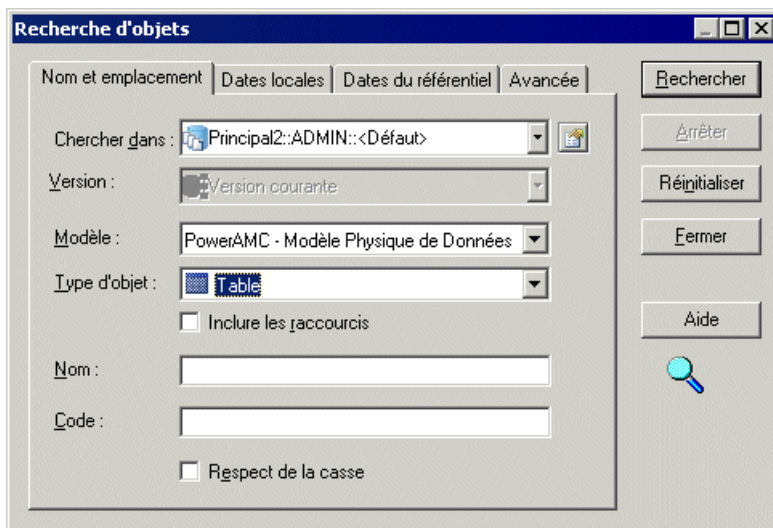 Recherche d'objets
Nom et emplacement
Dates locales
Dates du référentiel
Avancée
Rechercher
Chercher dans :
Principal2::ADMIN::<Défaut>
Arrêter
Version :
Version courante
Réinitialiser
Modèle :
PowerAMC - Modèle Physique de Données
Fermer
Type d'objet :
Table
Inclure les raccourcis
Aide
Nom :
Code :
Respect de la casse